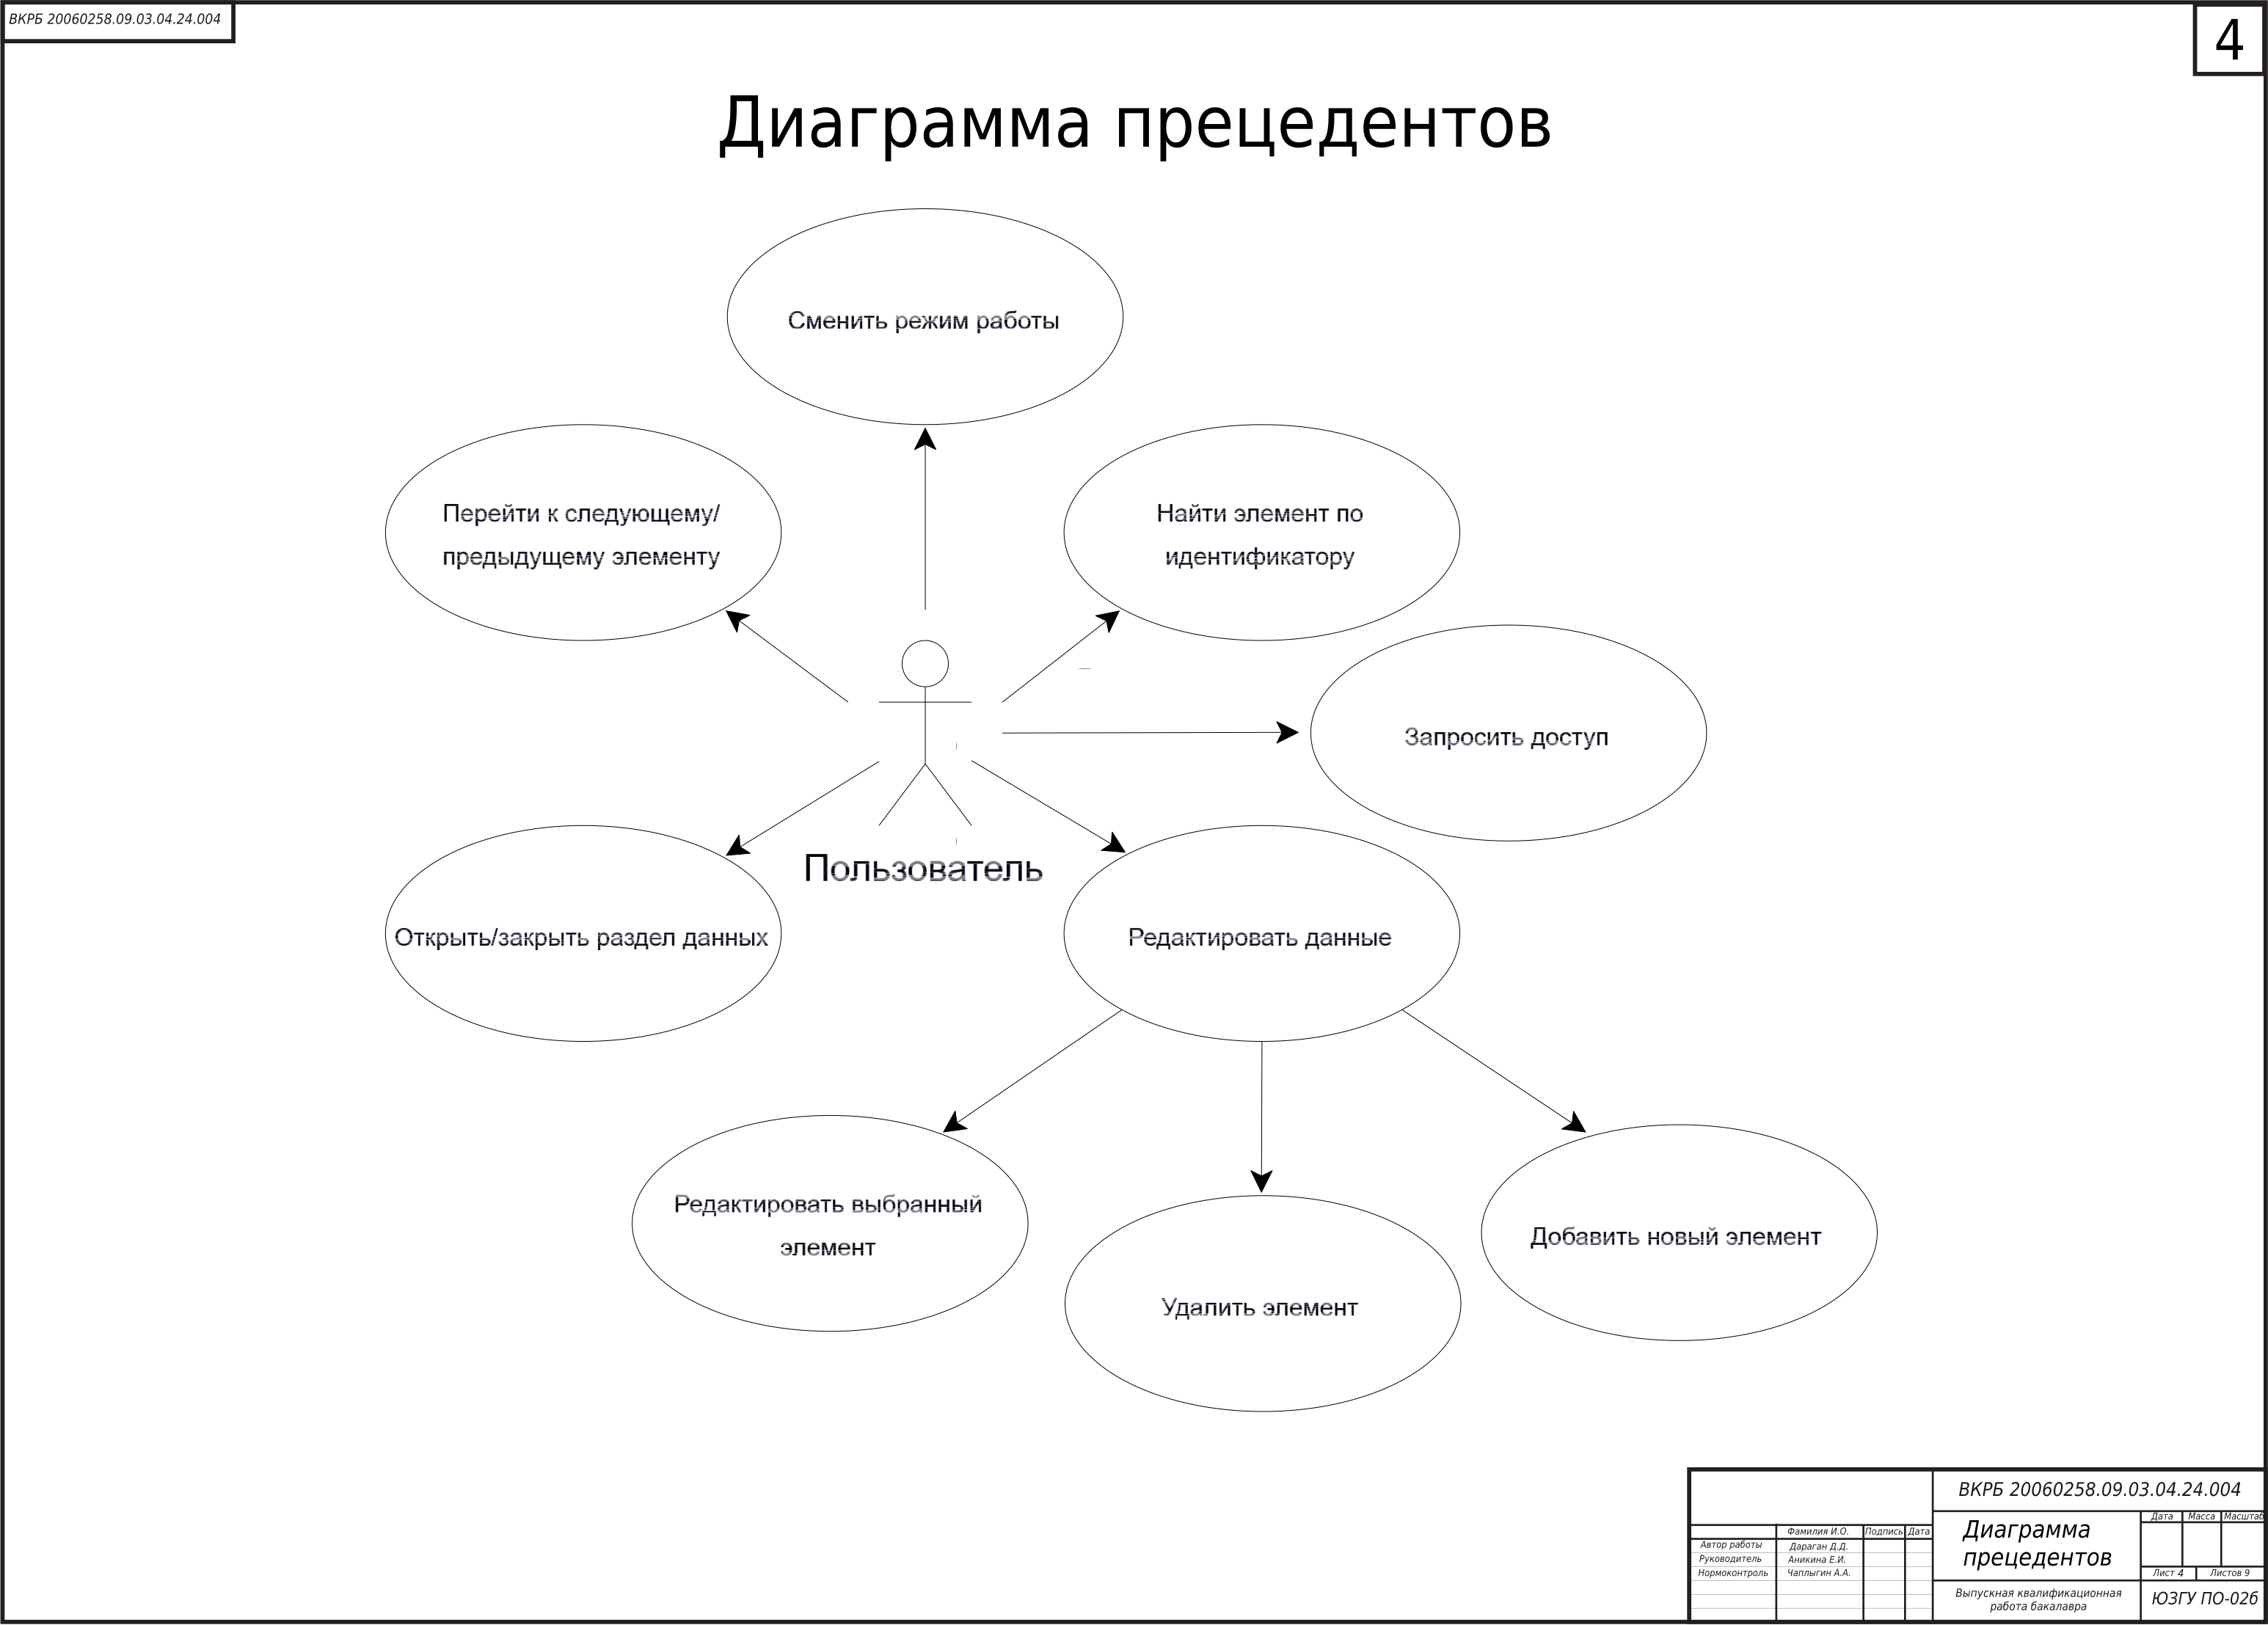 ВКРБ 20060258.09.03.04.24.004
4
Диаграмма прецедентов
Сменить режим работы
Перейти к следующему/
предыдущему элементу
Найти элемент по
идентификатору
Запросить доступ
Пользователь
Открыть/закрыть раздел данных
Редактировать данные
Редактировать выбранный
элемент
Удалить элемент
Добавить новый элемент
ВКРБ 20060258.09.03.04.24.004
Фамилия И.О. Подпись Дата
Автор работы Дараган Д.Д.
Руководитель Аникина Е.И.
Нормоконтроль Чаплыгин А.А.
Диаграмма
прецедентов
Дата Масса Масштаб
Лист 4 Листов 9
Выпускная квалификационная
работа бакалавра
ЮЗГУ ПО-02б